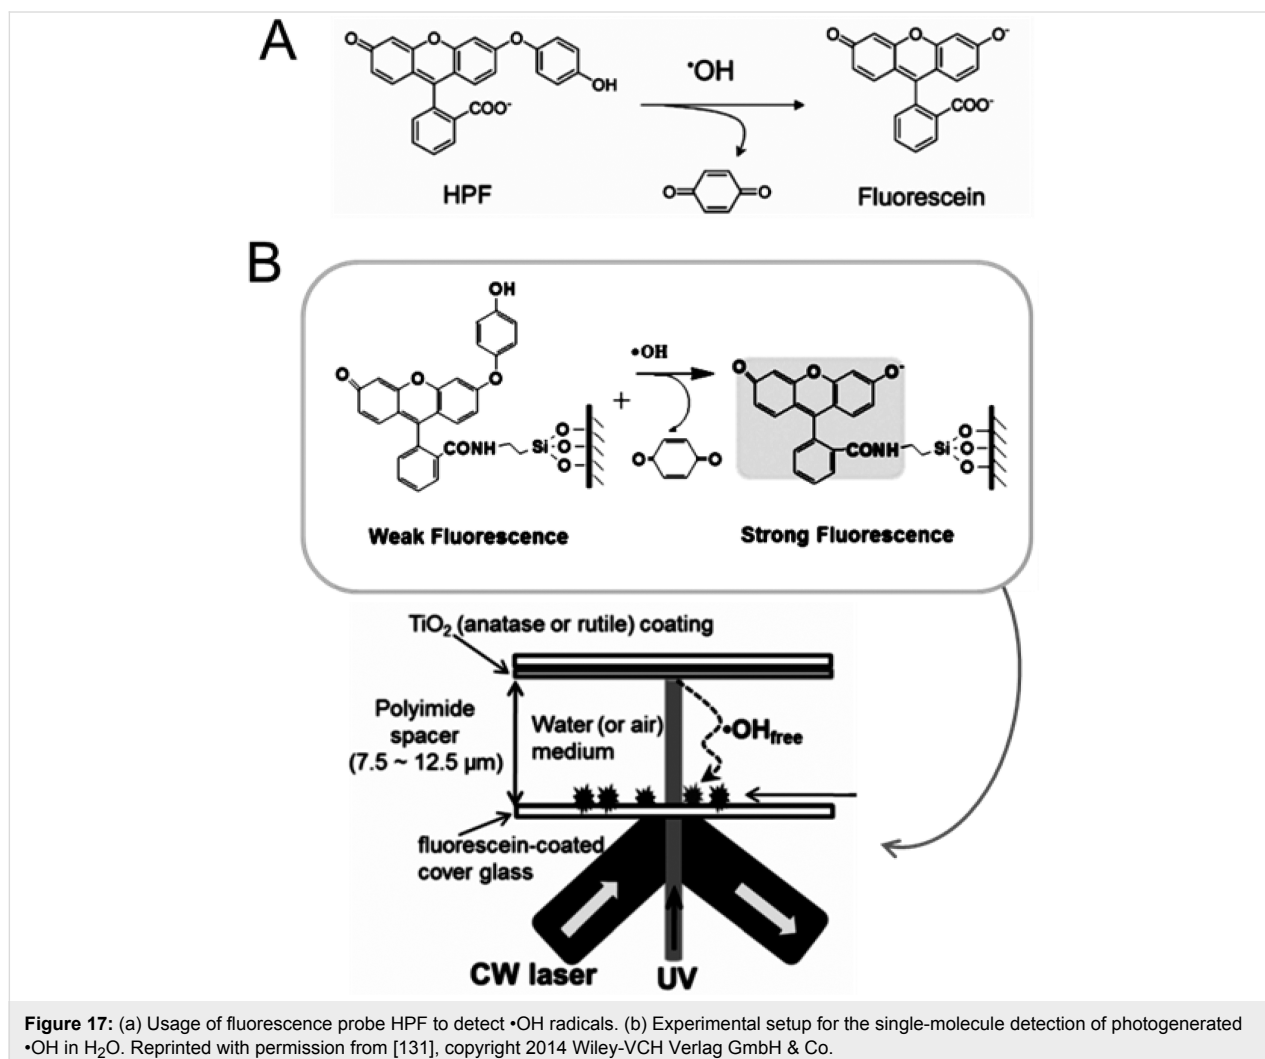 A
O
O
O
OH
COO⁻
HPF
•OH
O=
=O
O
O
O⁻
COO⁻
Fluorescein
B
OH
O
O
O
CONH
Si
O
O
O
Weak Fluorescence
+
•OH
O
O
O
O
O⁻
CONH
Si
O
O
O
Strong Fluorescence
TiO₂ (anatase or rutile) coating
Polyimide
spacer
(7.5 ~ 12.5 µm)
Water (or air)
medium
•OHfree
fluorescein-coated
cover glass
CW laser
UV
Figure 17: (a) Usage of fluorescence probe HPF to detect •OH radicals. (b) Experimental setup for the single-molecule detection of photogenerated
•OH in H₂O. Reprinted with permission from [131], copyright 2014 Wiley-VCH Verlag GmbH & Co.